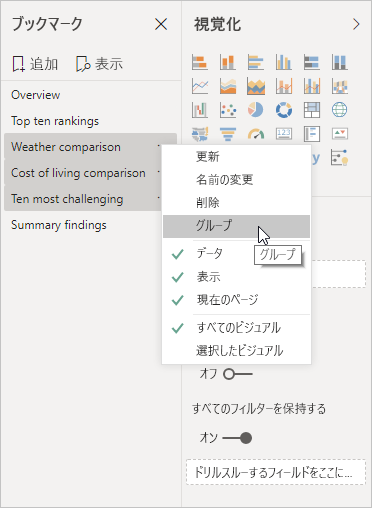 ブックマーク
視覚化
追加
表示
Overview
Top ten rankings
Weather comparison
Cost of living comparison
Ten most challenging
Summary findings
123
更新
名前の変更
削除
グループ
データ
グループ
表示
現在のページ
すべてのビジュアル
選択したビジュアル
オフ
すべてのフィルターを保持する
オン
ドリルスルーするフィールドをここに...